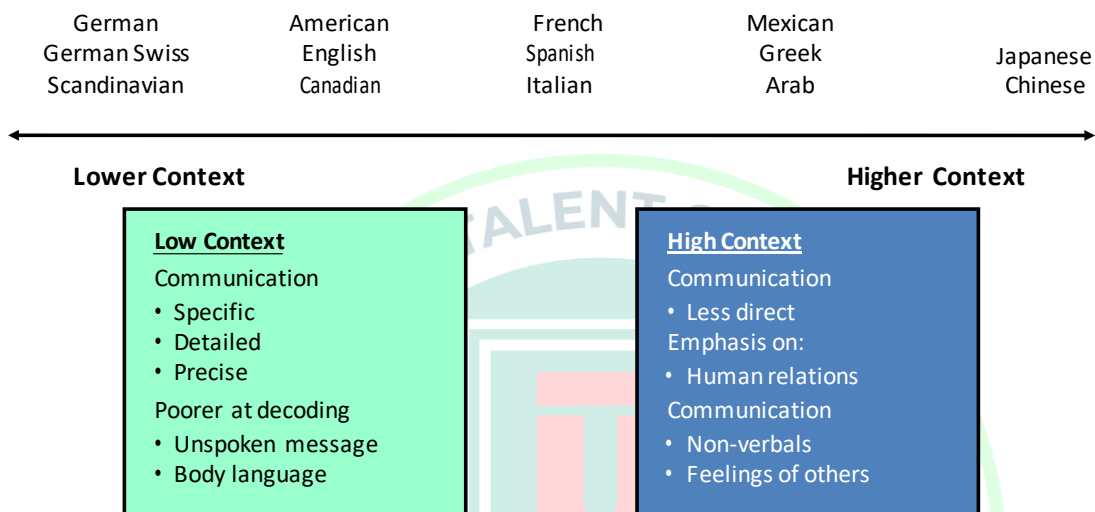 German
German Swiss
Scandinavian
American
English
Canadian
French
Spanish
Italian
Mexican
Greek
Arab
Japanese
Chinese
Lower Context
Higher Context
Low Context
Communication
• Specific
• Detailed
• Precise
Poorer at decoding
• Unspoken message
• Body language
High Context
Communication
• Less direct
Emphasis on:
• Human relations
Communication
• Non-verbals
• Feelings of others
TALENT